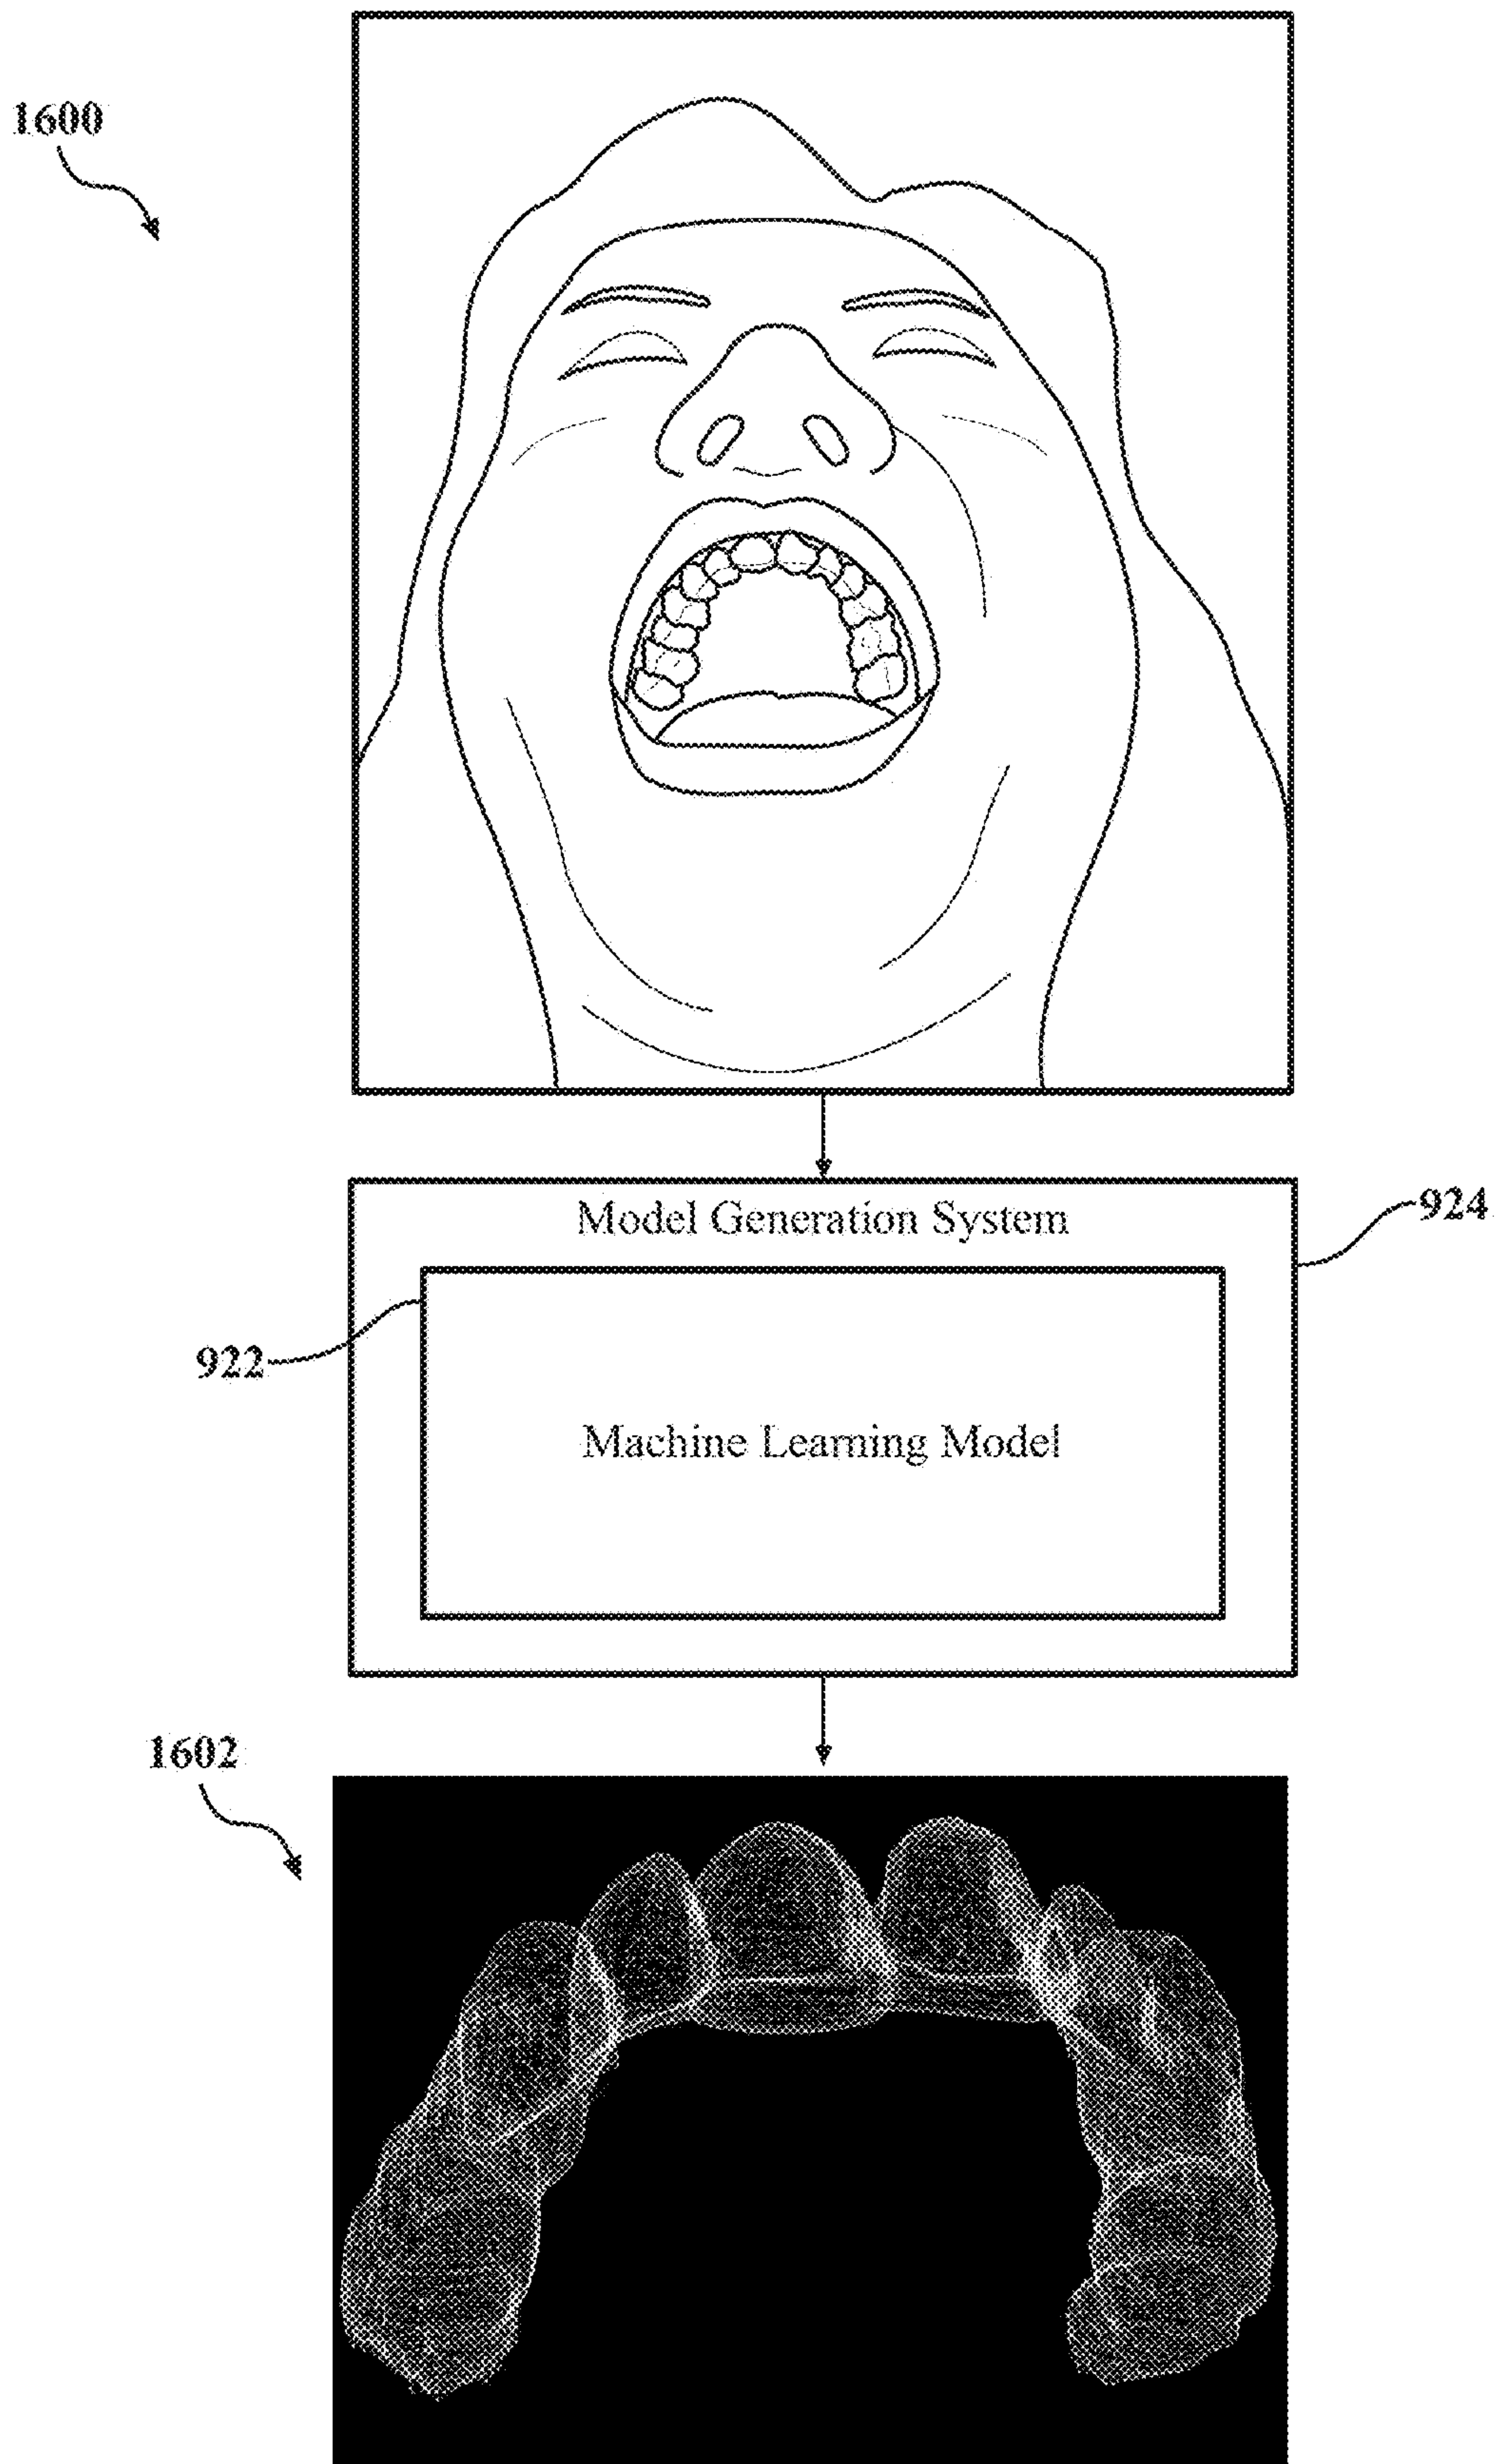 1600
Model Generation System
924
922
Machine Learning Model
1602